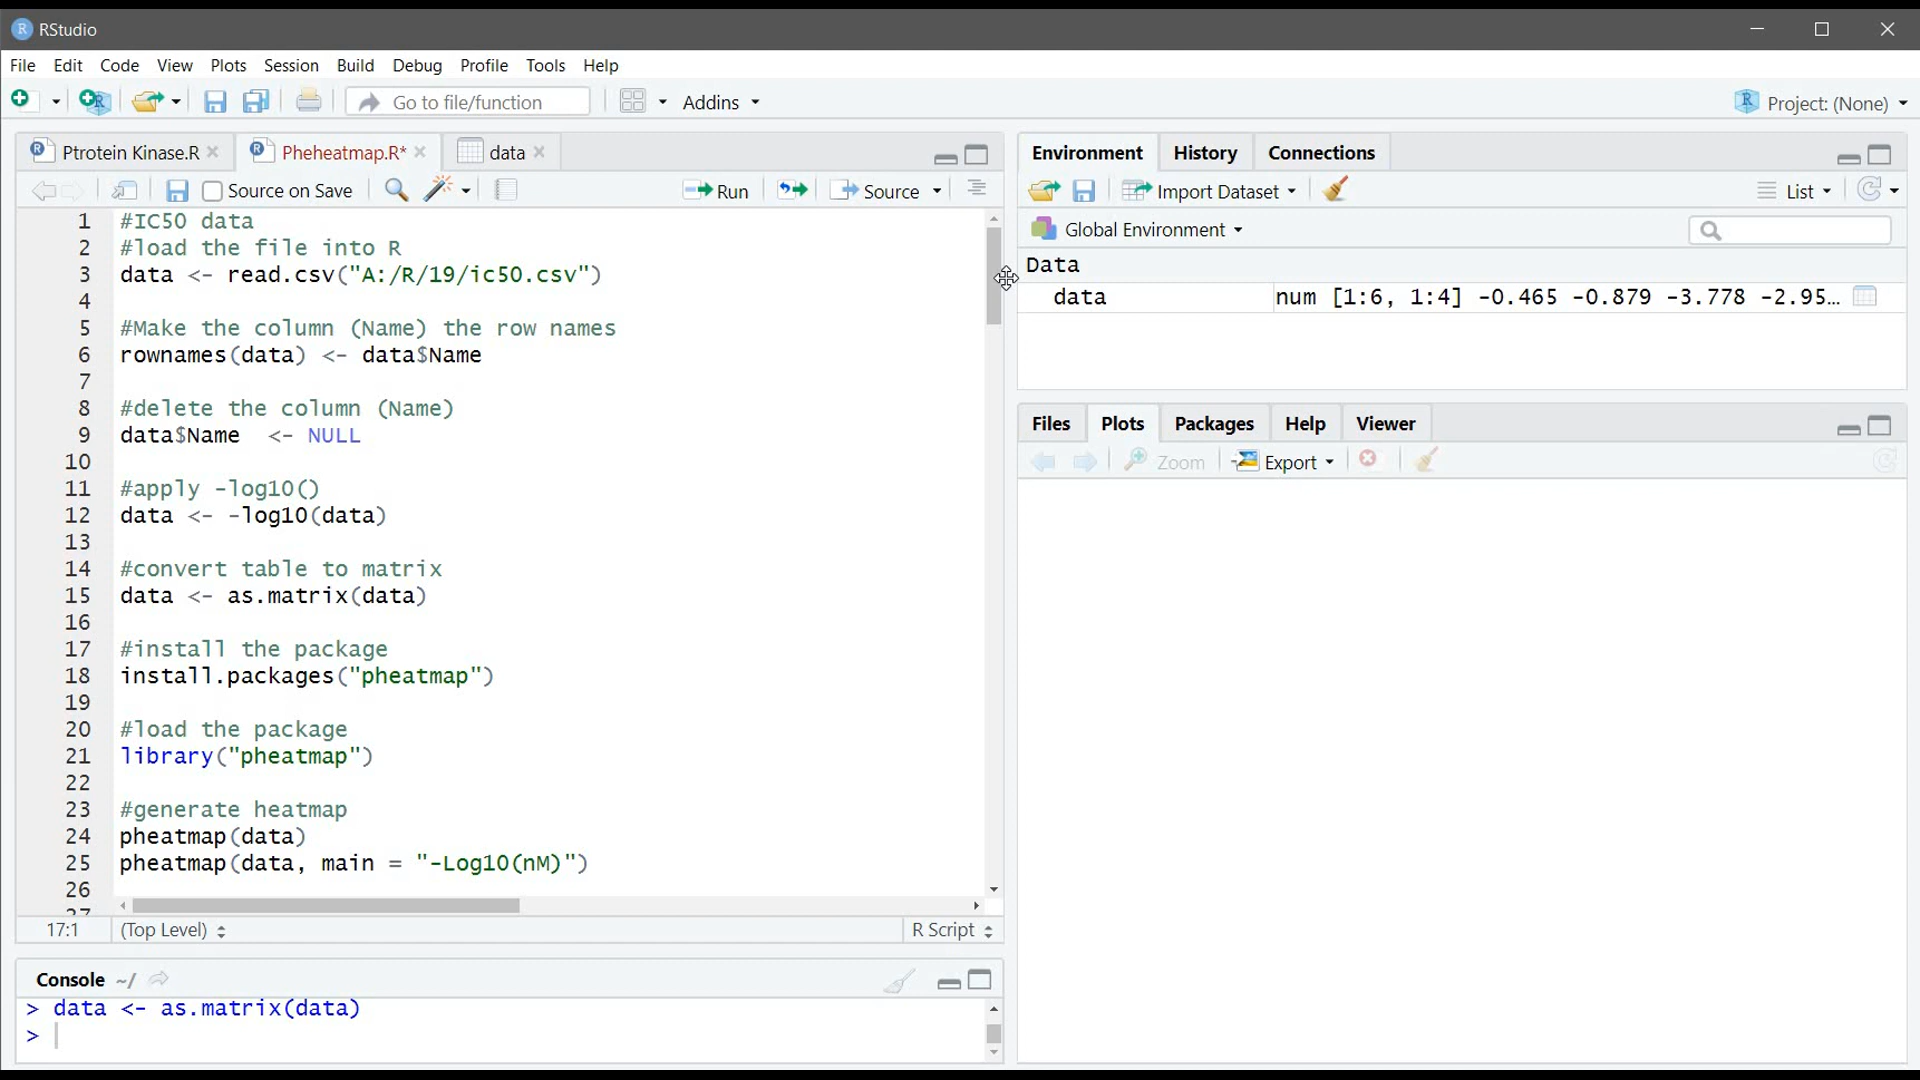 RStudio
File Edit Code View Plots Session Build Debug Profile Tools Help
Go to file/function Addins Project: (None)
Ptrotein Kinase.R Pheheatmap.R* data
Source on Save Run Source
1 #IC50 data
2 #load the file into R
3 data <- read.csv("A:/R/19/ic50.csv")
4
5 #Make the column (Name) the row names
6 rownames(data) <- data$Name
7
8 #delete the column (Name)
9 data$Name  <- NULL
10
11 #apply -log10()
12 data <- -log10(data)
13
14 #convert table to matrix
15 data <- as.matrix(data)
16
17 #install the package
18 install.packages("pheatmap")
19
20 #load the package
21 library("pheatmap")
22
23 #generate heatmap
24 pheatmap(data)
25 pheatmap(data, main = "-Log10(nM)")
26
27
17:1 (Top Level) R Script
Console ~/
> data <- as.matrix(data)
>
Environment History Connections
Import Dataset List
Global Environment
Data
data num [1:6, 1:4] -0.465 -0.879 -3.778 -2.95…
Files Plots Packages Help Viewer
Zoom Export